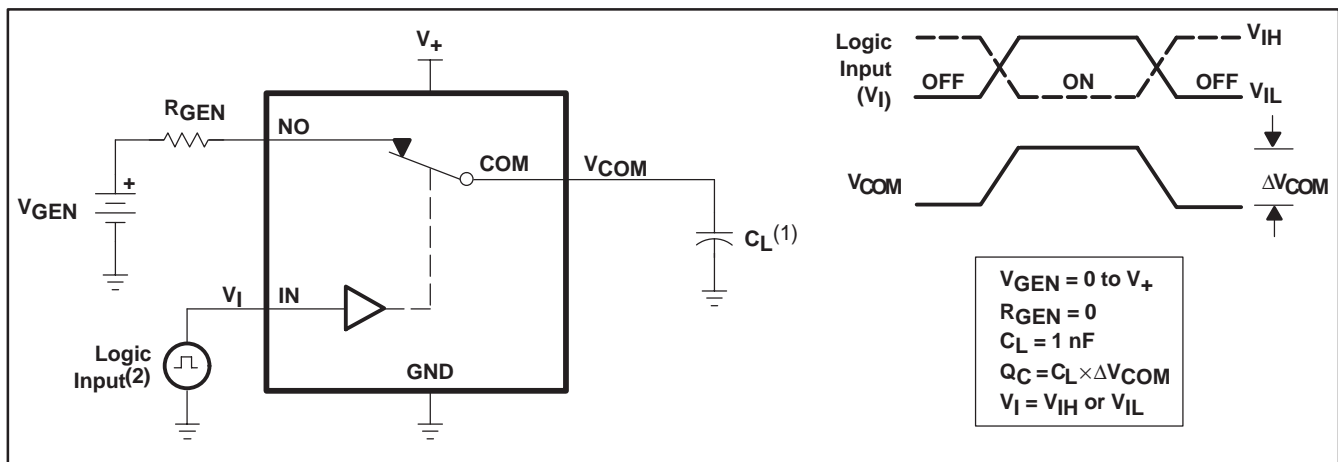 V+
RGEN
NO
COM
VCOM
+
VGEN
CL(1)
VI
IN
Logic
Input(2)
GND
Logic
Input
(VI)
VIH
OFF
ON
OFF
VIL
VCOM
ΔVCOM
VGEN = 0 to V+
RGEN = 0
CL = 1 nF
QC = CL × ΔVCOM
VI = VIH or VIL